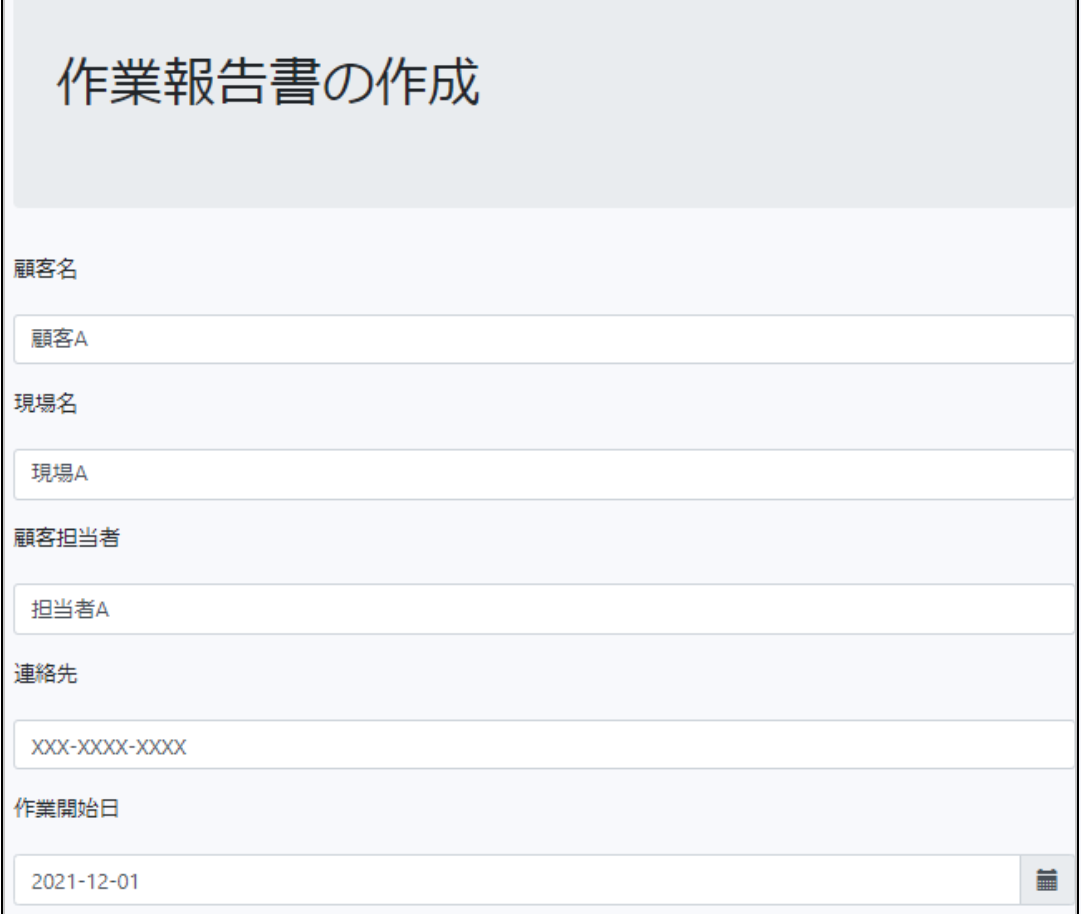 作業報告書の作成
顧客名
顧客A
現場名
現場A
顧客担当者
担当者A
連絡先
XXX-XXXX-XXXX
作業開始日
2021-12-01